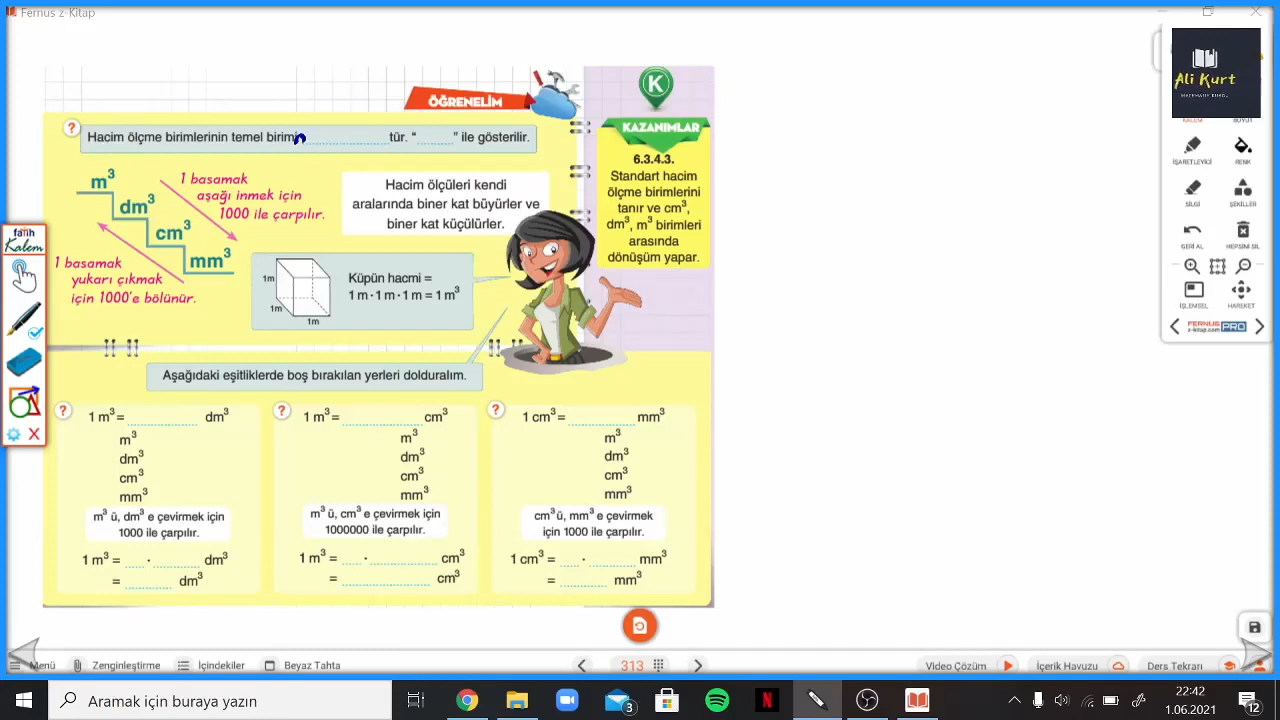 Fernus z-Kitap
Ali Kurt
ÖĞRENELİM
K
? Hacim ölçme birimlerinin temel birimi tür. “ ” ile gösterilir.
KAZANIMLAR
6.3.4.3.
Standart hacim
ölçme birimlerini
tanır ve cm³,
dm³, m³ birimleri
arasında
dönüşüm yapar.
m³
dm³
cm³
mm³
1 basamak
aşağı inmek için
1000 ile çarpılır.
1 basamak
yukarı çıkmak
için 1000'e bölünür.
Hacim ölçüleri kendi
aralarında biner kat büyürler ve
biner kat küçülürler.
1m
1m
1m
Küpün hacmi =
1 m · 1 m · 1 m = 1 m³
Aşağıdaki eşitliklerde boş bırakılan yerleri dolduralım.
? 1 m³ = dm³
m³
dm³
cm³
mm³
m³ ü, dm³ e çevirmek için
1000 ile çarpılır.
1 m³ = · dm³
= dm³
? 1 m³ = cm³
m³
dm³
cm³
mm³
m³ ü, cm³ e çevirmek için
1000000 ile çarpılır.
1 m³ = · cm³
= cm³
? 1 cm³ = mm³
m³
dm³
cm³
mm³
cm³ ü, mm³ e çevirmek
için 1000 ile çarpılır.
1 cm³ = · mm³
= mm³
fatih
Kalem
KALEM BÜYÜT
İŞARETLEYİCİ RENK
SİLGİ ŞEKİLLER
GERİ AL HEPSİNİ SİL
İŞLEMSEL HAREKET
FERNUS
z-kitap.com PRO
Menü Zenginleştirme İçindekiler Beyaz Tahta 313 Video Çözüm İçerik Havuzu Ders Tekrarı
Aramak için buraya yazın
3
22:42
1.06.2021
12